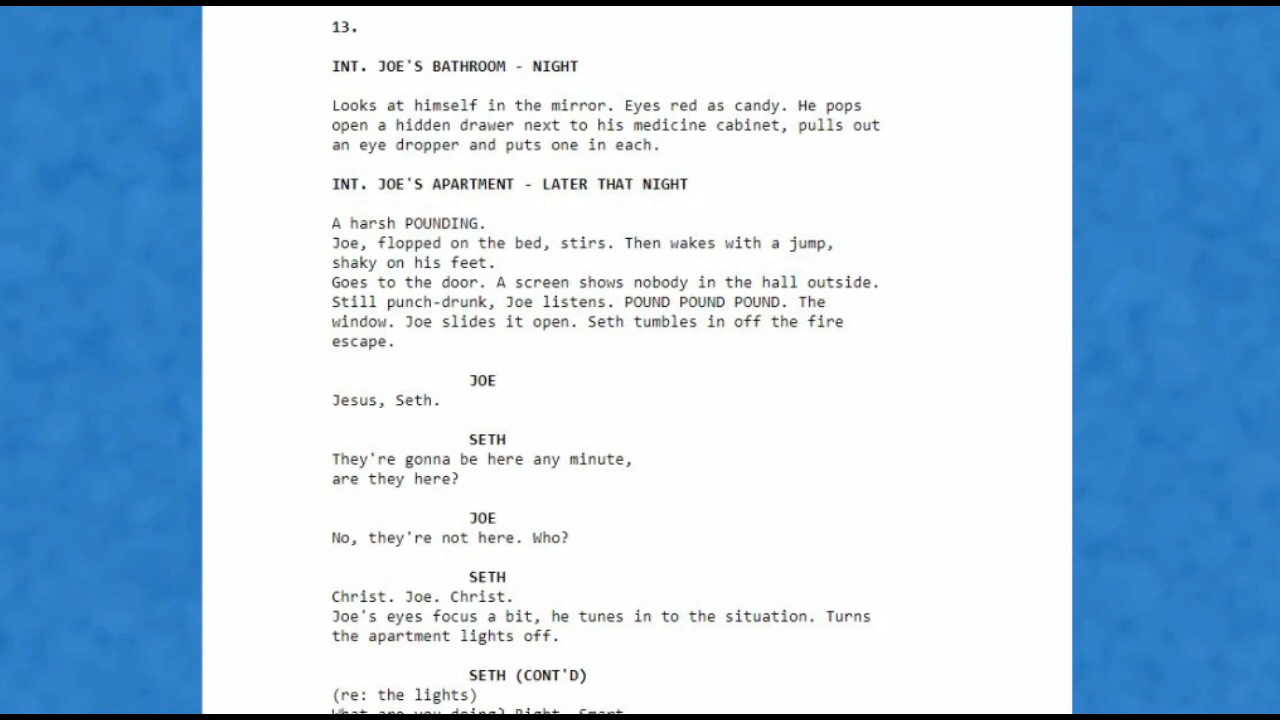 13.
INT. JOE'S BATHROOM - NIGHT
Looks at himself in the mirror. Eyes red as candy. He pops
open a hidden drawer next to his medicine cabinet, pulls out
an eye dropper and puts one in each.
INT. JOE'S APARTMENT - LATER THAT NIGHT
A harsh POUNDING.
Joe, flopped on the bed, stirs. Then wakes with a jump,
shaky on his feet.
Goes to the door. A screen shows nobody in the hall outside.
Still punch-drunk, Joe listens. POUND POUND POUND. The
window. Joe slides it open. Seth tumbles in off the fire
escape.
JOE
Jesus, Seth.
SETH
They're gonna be here any minute,
are they here?
JOE
No, they're not here. Who?
SETH
Christ. Joe. Christ.
Joe's eyes focus a bit, he tunes in to the situation. Turns
the apartment lights off.
SETH (CONT'D)
(re: the lights)
What are you doing? Right. Smart.